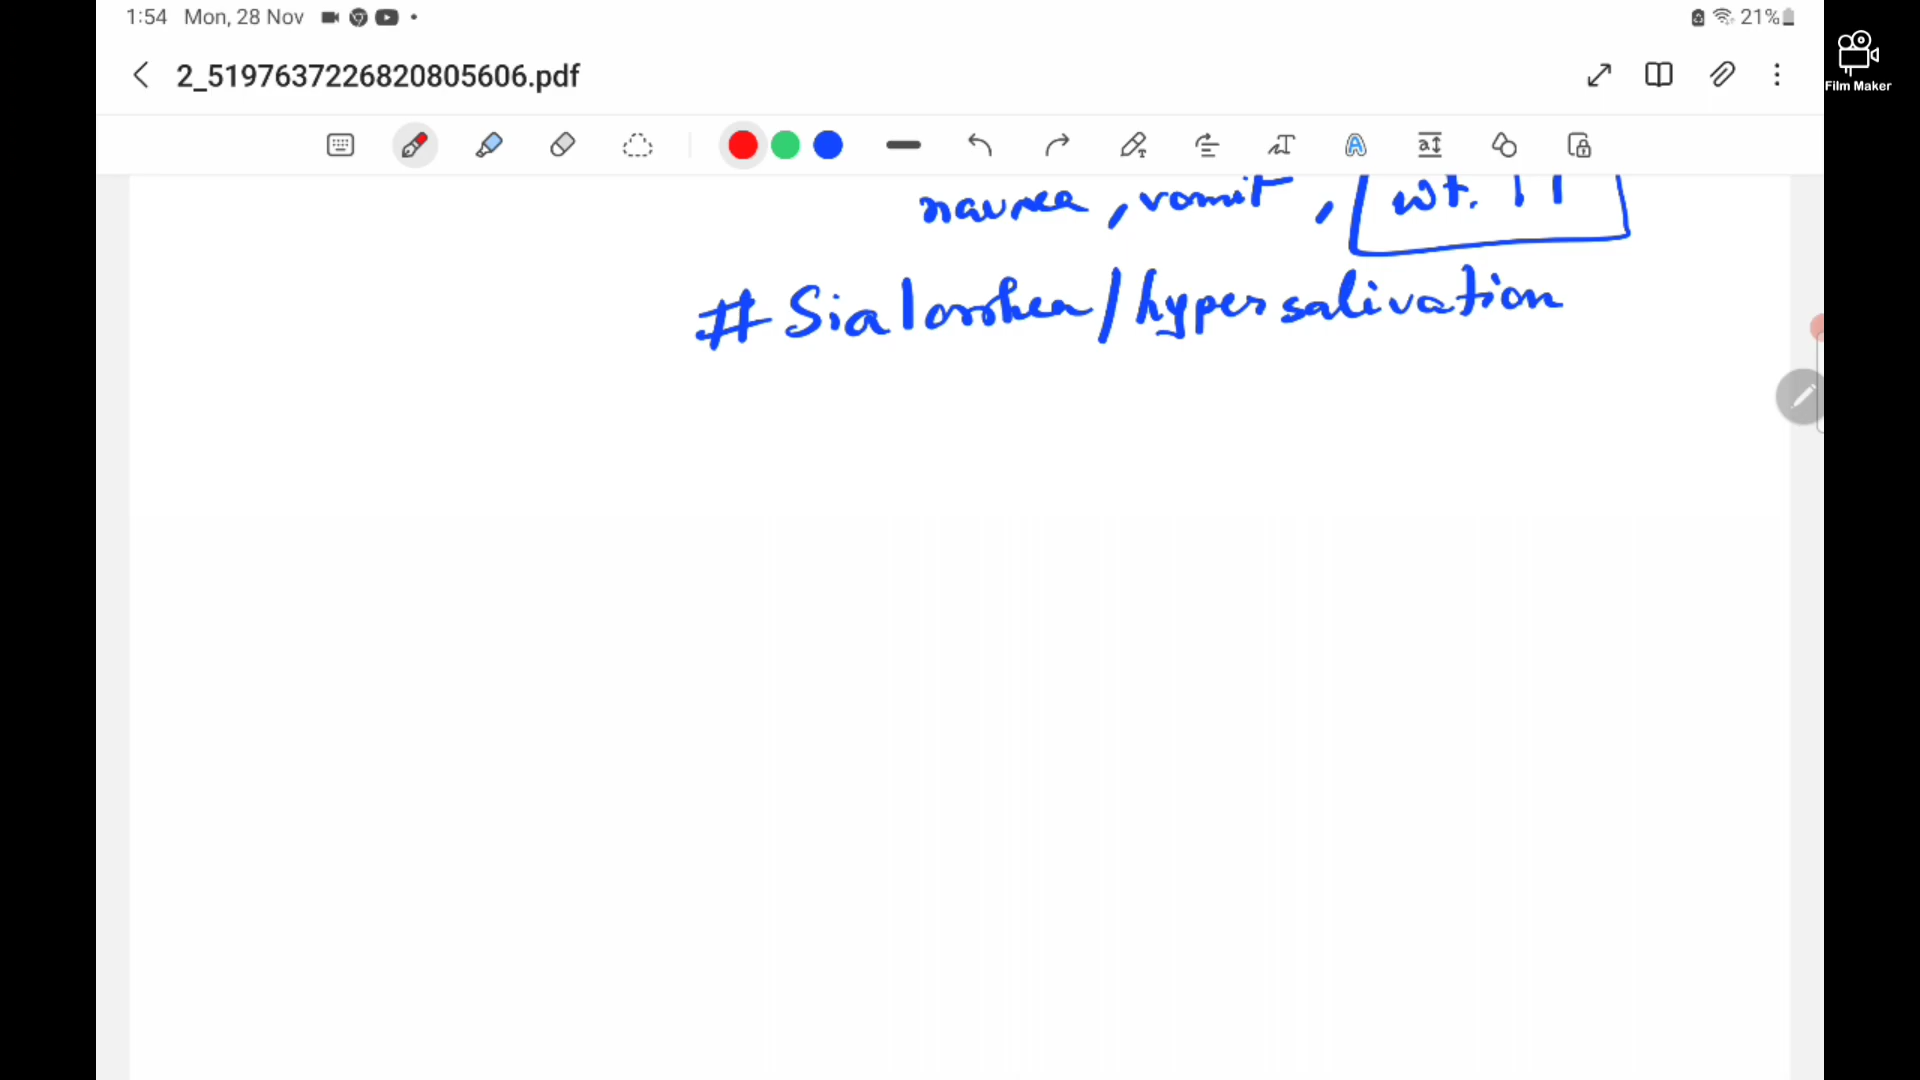 1:54 Mon, 28 Nov
21%
Film Maker
2_5197637226820805606.pdf
nausea, vomit, wt. ↑↑
# Sialorrhea/hypersalivation